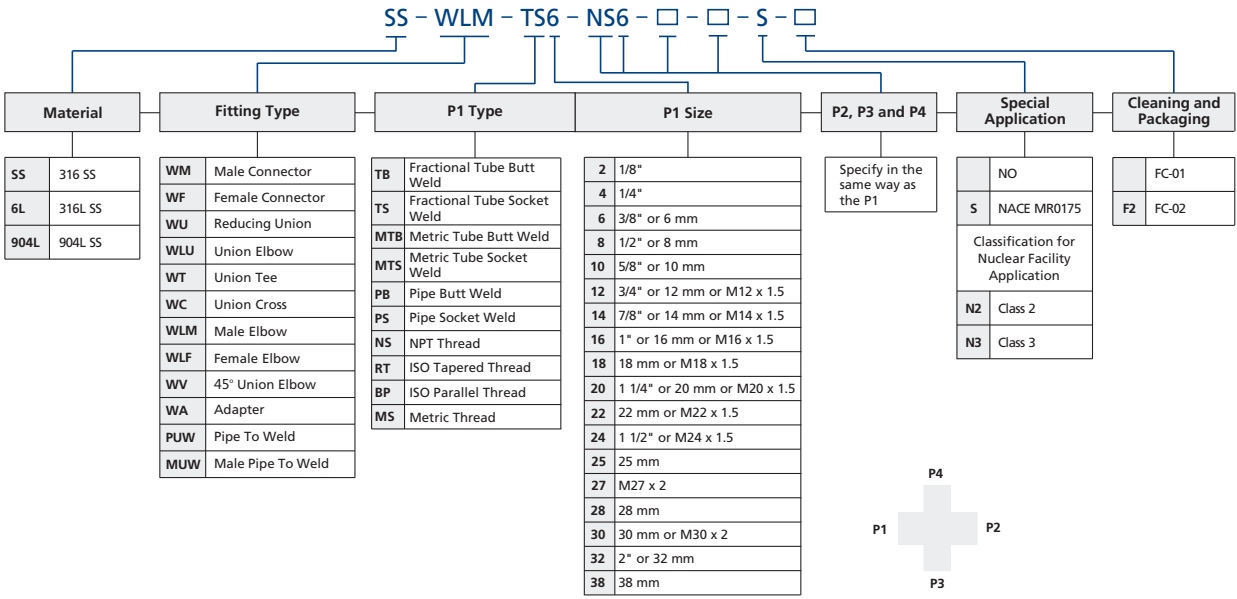 SS – WLM – TS6 – NS6 – □ – □ – S – □
Material
SS 316 SS
6L 316L SS
904L 904L SS
Fitting Type
WM Male Connector
WF Female Connector
WU Reducing Union
WLU Union Elbow
WT Union Tee
WC Union Cross
WLM Male Elbow
WLF Female Elbow
WV 45° Union Elbow
WA Adapter
PUW Pipe To Weld
MUW Male Pipe To Weld
P1 Type
TB Fractional Tube Butt
Weld
TS Fractional Tube Socket
Weld
MTB Metric Tube Butt Weld
MTS Metric Tube Socket
Weld
PB Pipe Butt Weld
PS Pipe Socket Weld
NS NPT Thread
RT ISO Tapered Thread
BP ISO Parallel Thread
MS Metric Thread
P1 Size
2 1/8"
4 1/4"
6 3/8" or 6 mm
8 1/2" or 8 mm
10 5/8" or 10 mm
12 3/4" or 12 mm or M12 x 1.5
14 7/8" or 14 mm or M14 x 1.5
16 1" or 16 mm or M16 x 1.5
18 18 mm or M18 x 1.5
20 1 1/4" or 20 mm or M20 x 1.5
22 22 mm or M22 x 1.5
24 1 1/2" or M24 x 1.5
25 25 mm
27 M27 x 2
28 28 mm
30 30 mm or M30 x 2
32 2" or 32 mm
38 38 mm
P2, P3 and P4
Specify in the
same way as
the P1
Special
Application
NO
S NACE MR0175
Classification for
Nuclear Facility
Application
N2 Class 2
N3 Class 3
Cleaning and
Packaging
FC-01
F2 FC-02
P4
P1 P2
P3